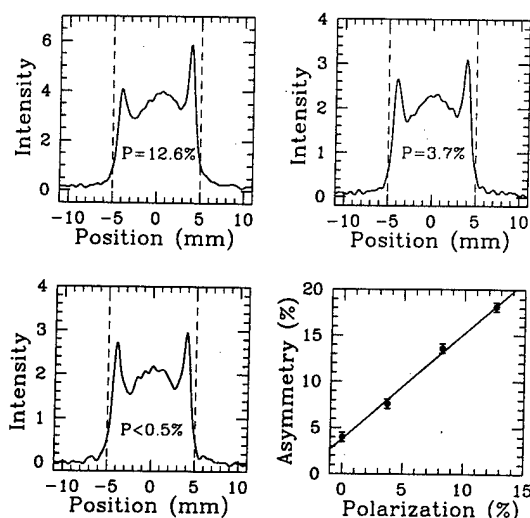 6
4
2
0
Intensity
P=12.6%
-10 -5 0 5 10
Position (mm)
4
3
2
1
0
Intensity
P=3.7%
-10 -5 0 5 10
Position (mm)
4
3
2
1
0
Intensity
P<0.5%
-10 -5 0 5 10
Position (mm)
20
15
10
5
0
Asymmetry (%)
0 5 10 15
Polarization (%)